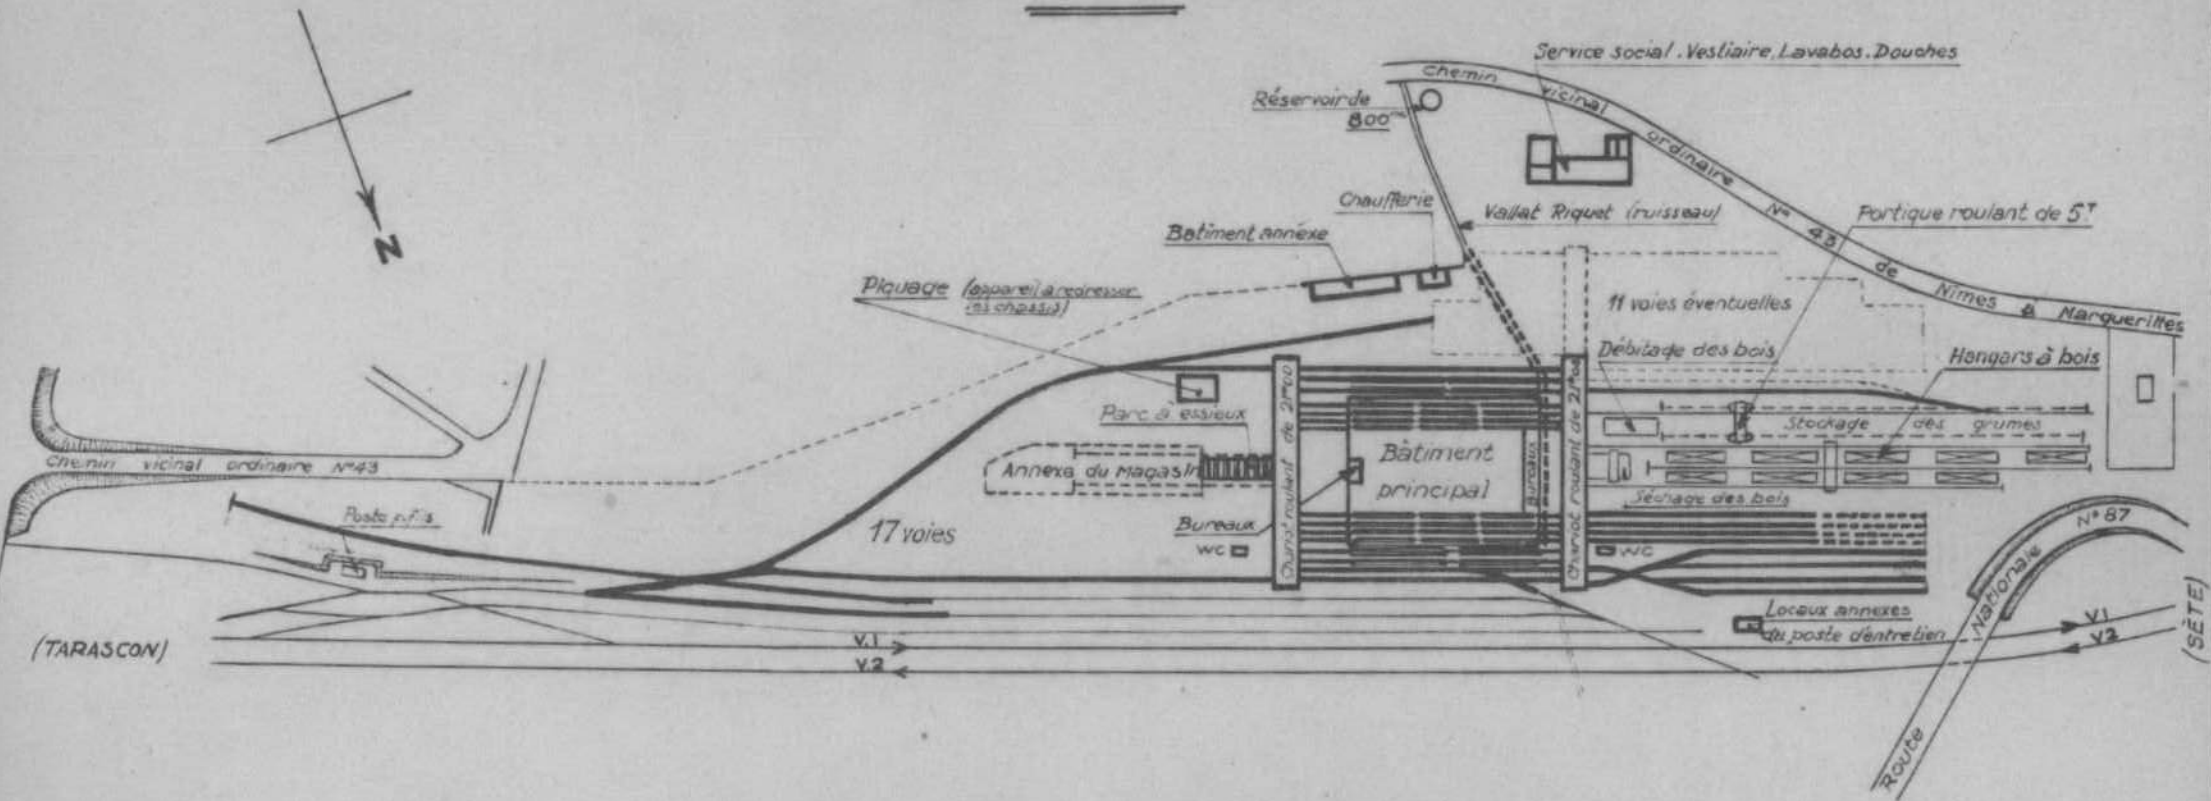 N
Service social. Vestiaire, Lavabos. Douches
Chemin vicinal ordinaire N° 43 de Nîmes à Marguerittes
Réservoir de
800
Chaufferie
Vallat Riquet (ruisseau)
Portique roulant de 5T
Batiment annexe
Piquage (appareil à redresser
les chassis)
11 voies éventuelles
Débitage des bois
Hangars à bois
Parc à essieux
Chariot roulant de 21m00
Chariot roulant de 21m00
Stockage des grumes
Bâtiment
principal
Bureaux
Annexe du Magasin
Chemin vicinal ordinaire N°43
Séchage des bois
Bureaux
17 voies
WC
WC
Route Nationale N° 87
Locaux annexes
du poste d'entretien
(TARASCON)
V.1
V.2
V1
V2
(SÈTE)